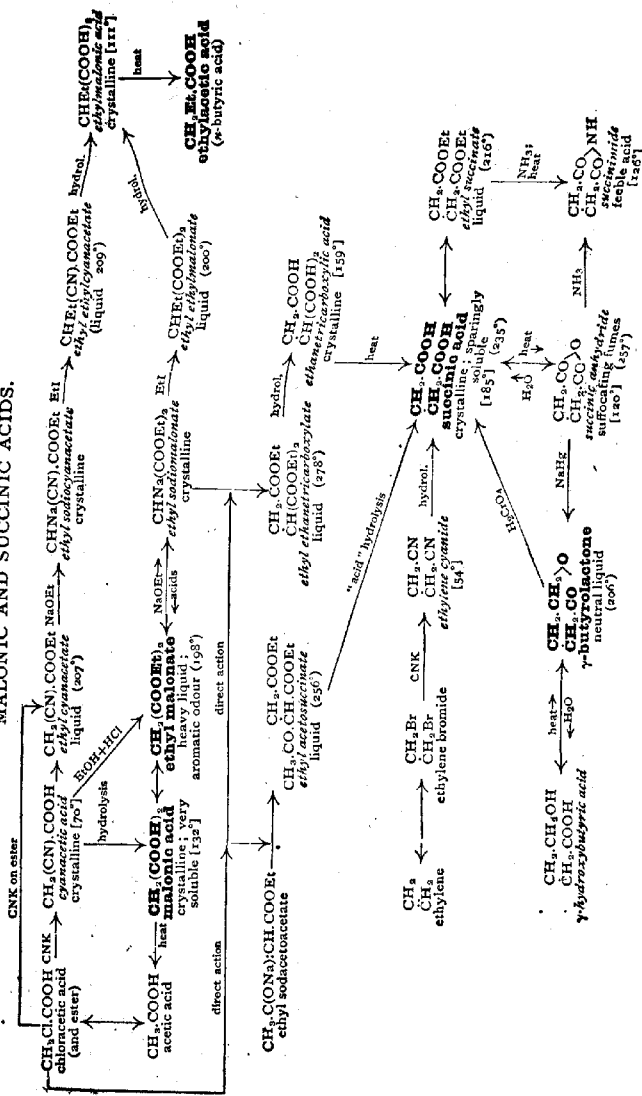 MALONIC AND SUCCINIC ACIDS.
CNK on ester
CH₂Cl.COOH
chloracetic acid
(and ester)
CNK
CH₂(CN).COOH
cyanacetic acid
crystalline [70°]
CH₂(CN).COOEt
ethyl cyanacetate
liquid (207°)
NaOEt
CHNa(CN).COOEt
ethyl sodiocyanacetate
crystalline
EtI
CHEt(CN).COOEt
ethyl ethylcyanacetate
(liquid 209°)
hydrol.
CHEt(COOH)₂
ethylmalonic acid
crystalline [111°]
heat
CH₂Et.COOH
ethylacetic acid
(n-butyric acid)
hydrolysis
EtOH+HCl
CH₃.COOH
acetic acid
heat
CH₂(COOH)₂
malonic acid
crystalline; very
soluble [132°]
CH₂(COOEt)₂
ethyl malonate
heavy liquid;
aromatic odour (198°)
NaOEt→
←acids
CHNa(COOEt)₂
ethyl sodiomalonate
crystalline
EtI
CHEt(COOEt)₂
ethyl ethylmalonate
liquid (200°)
hydrol.
direct action
direct action
CH₃.C(ONa):CH.COOEt
ethyl sodacetoacetate
CH₂.COOEt
CH₃.CO.CH.COOEt
ethyl acetosuccinate
liquid (256°)
CH₂.COOEt
CH(COOEt)₂
ethyl ethanetricarboxylate
liquid (278°)
hydrol.
CH₂.COOH
CH(COOH)₂
ethanetricarboxylic acid
crystalline [159°]
"acid" hydrolysis
heat
CH₂
CH₂
ethylene
CH₂Br
CH₂Br
ethylene bromide
CNK
CH₂.CN
CH₂.CN
ethylene cyanide
[54°]
hydrol.
CH₂.COOH
CH₂.COOH
succinic acid
crystalline; sparingly
soluble
[185°] (235°)
CH₂.COOEt
CH₂.COOEt
ethyl succinate
liquid (216°)
NH₃;
heat
H₂CrO₄
H₂O
heat
CH₂.CH₂OH
CH₂.COOH
γ-hydroxybutyric acid
heat→
←H₂O
CH₂.CH₂>O
CH₂.CO
γ-butyrolactone
neutral liquid
(206°)
NaHg
CH₂.CO>O
CH₂.CO
succinic anhydride
suffocating fumes
[120°] (257°)
NH₃
CH₂.CO>NH
CH₂.CO
succinimide
feeble acid
[126°]